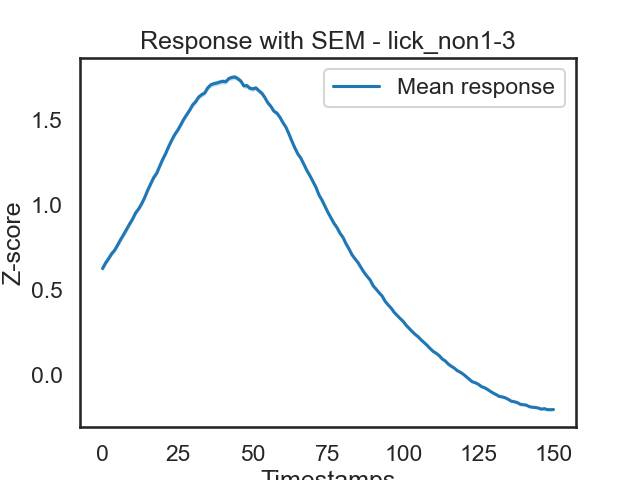 Response with SEM - lick_non1-3
Mean response
Z-score
1.5
1.0
0.5
0.0
0 25 50 75 100 125 150
Timestamps